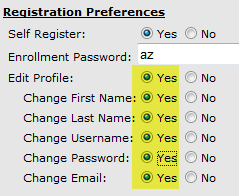 Registration Preferences
Self Register: Yes No
Enrollment Password: az
Edit Profile: Yes No
Change First Name: Yes No
Change Last Name: Yes No
Change Username: Yes No
Change Password: Yes No
Change Email: Yes No